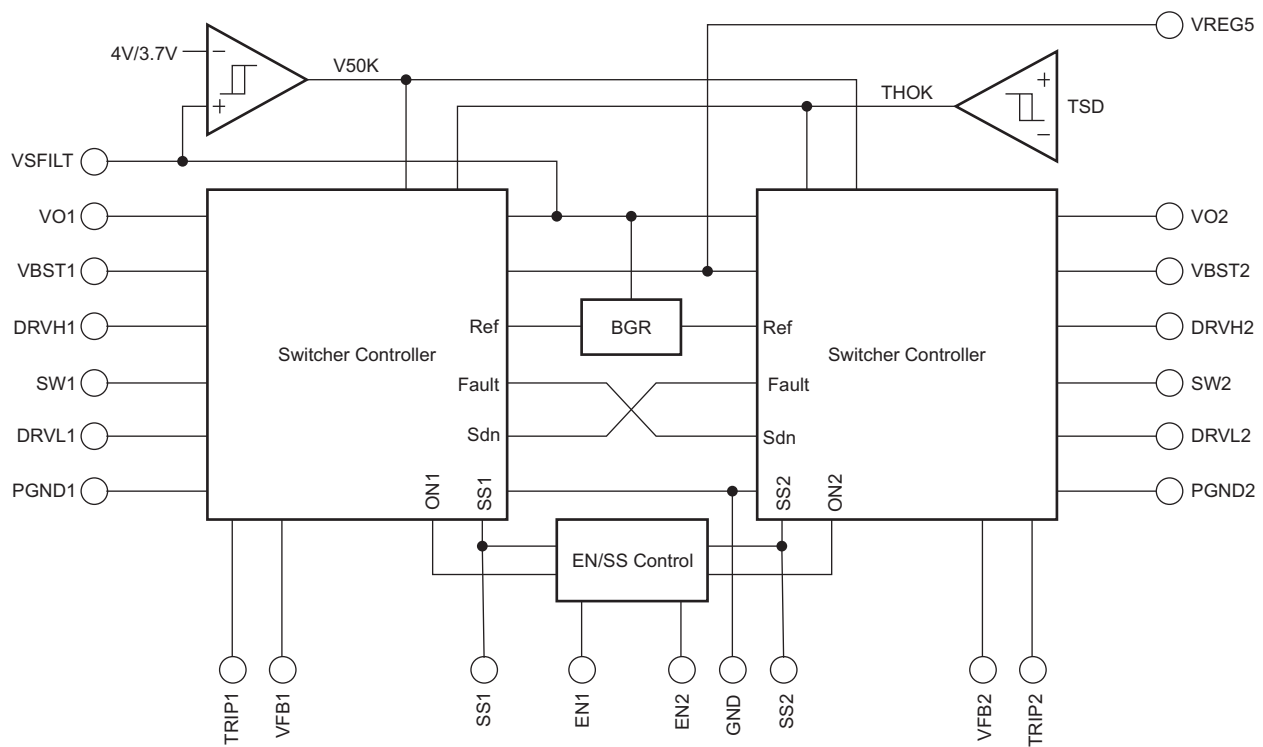 VREG5
4V/3.7V
−
+
V50K
THOK
+
−
TSD
VSFILT
VO1
VO2
VBST1
VBST2
DRVH1
Ref
BGR
Ref
DRVH2
Switcher Controller
Switcher Controller
SW1
Fault
Fault
SW2
DRVL1
Sdn
Sdn
DRVL2
PGND1
ON1
SS1
SS2
ON2
PGND2
EN/SS Control
TRIP1
VFB1
SS1
EN1
EN2
GND
SS2
VFB2
TRIP2